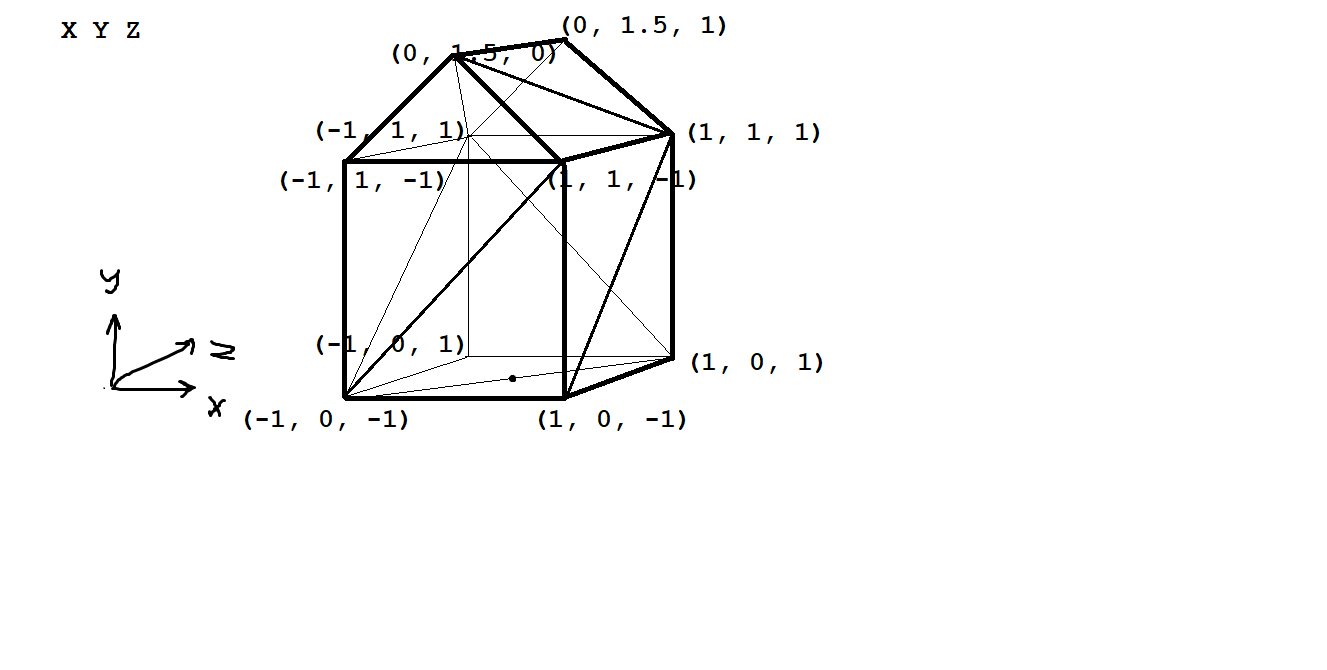 X Y Z
(0, 1.5, 1)
(0, 1.5, 0)
(-1, 1, 1)
(1, 1, 1)
(-1, 1, -1)
(1, 1, -1)
y
z
x
(-1, 0, 1)
(1, 0, 1)
(-1, 0, -1)
(1, 0, -1)